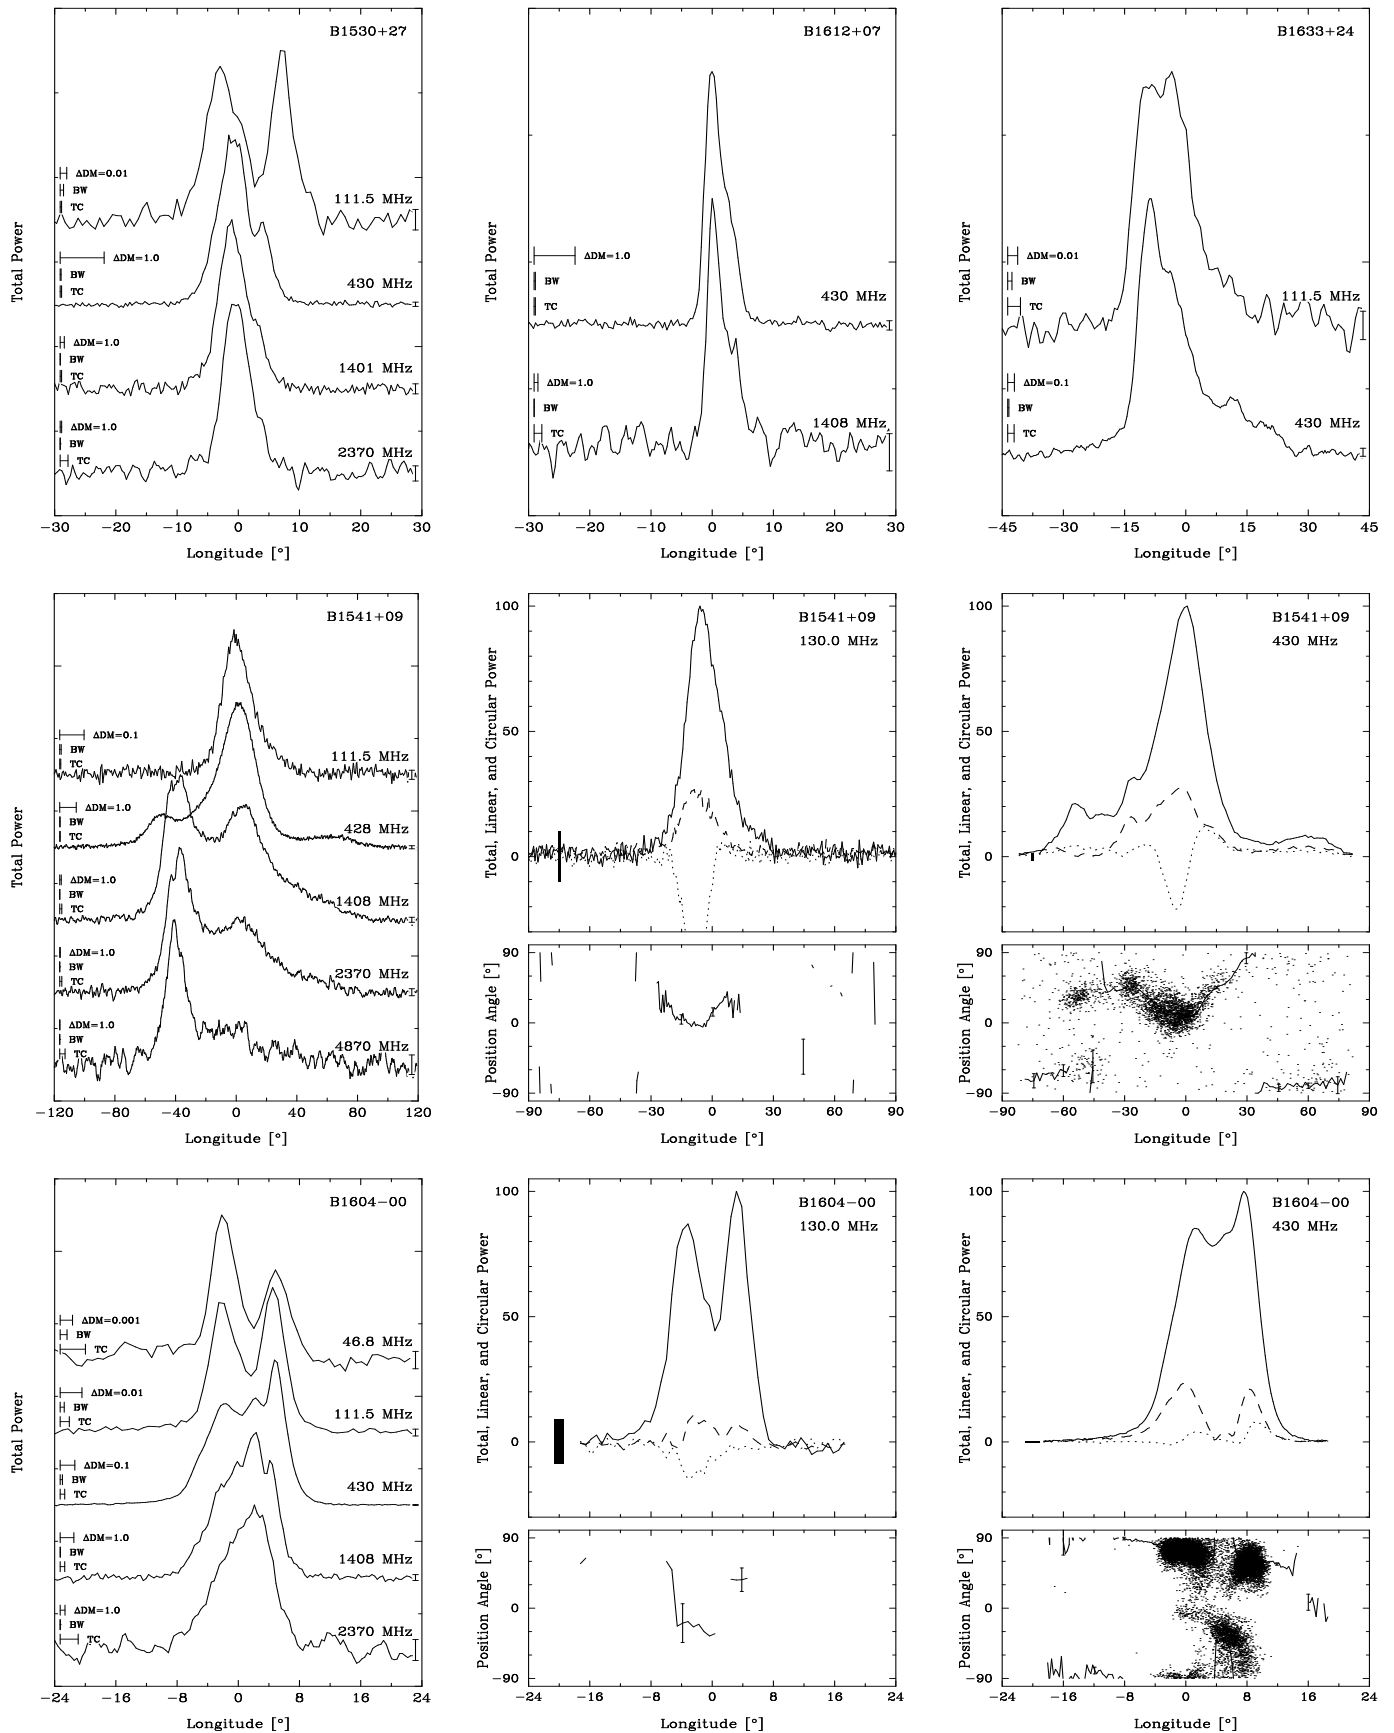 B1530+27
Total Power
ΔDM=0.01
BW
TC
111.5 MHz
ΔDM=1.0
BW
TC
430 MHz
ΔDM=1.0
BW
TC
1401 MHz
ΔDM=1.0
BW
TC
2370 MHz
−30 −20 −10 0 10 20 30
Longitude [°]
B1612+07
Total Power
ΔDM=1.0
BW
TC
430 MHz
ΔDM=1.0
BW
TC
1408 MHz
−30 −20 −10 0 10 20 30
Longitude [°]
B1633+24
Total Power
ΔDM=0.01
BW
TC
111.5 MHz
ΔDM=0.1
BW
TC
430 MHz
−45 −30 −15 0 15 30 45
Longitude [°]
B1541+09
Total Power
ΔDM=0.1
BW
TC
111.5 MHz
ΔDM=1.0
BW
TC
428 MHz
ΔDM=1.0
BW
TC
1408 MHz
ΔDM=1.0
BW
TC
2370 MHz
ΔDM=1.0
BW
TC
4870 MHz
−120 −80 −40 0 40 80 120
Longitude [°]
B1541+09
130.0 MHz
Total, Linear, and Circular Power
100
50
0
Position Angle [°]
90
0
−90
−90 −60 −30 0 30 60 90
Longitude [°]
B1541+09
430 MHz
Total, Linear, and Circular Power
100
50
0
Position Angle [°]
90
0
−90
−90 −60 −30 0 30 60 90
Longitude [°]
B1604−00
Total Power
ΔDM=0.001
BW
TC
46.8 MHz
ΔDM=0.01
BW
TC
111.5 MHz
ΔDM=0.1
BW
TC
430 MHz
ΔDM=1.0
BW
TC
1408 MHz
ΔDM=1.0
BW
TC
2370 MHz
−24 −16 −8 0 8 16 24
Longitude [°]
B1604−00
130.0 MHz
Total, Linear, and Circular Power
100
50
0
Position Angle [°]
90
0
−90
−24 −16 −8 0 8 16 24
Longitude [°]
B1604−00
430 MHz
Total, Linear, and Circular Power
100
50
0
Position Angle [°]
90
0
−90
−24 −16 −8 0 8 16 24
Longitude [°]